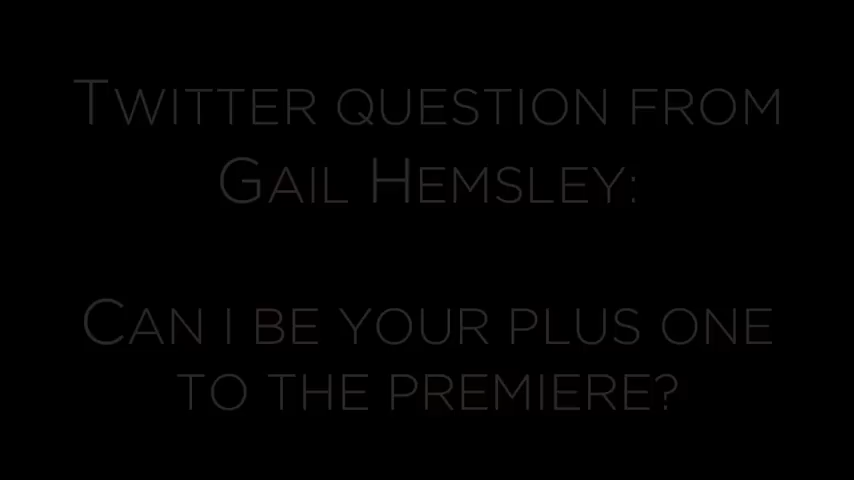 TWITTER QUESTION FROM
GAIL HEMSLEY:
CAN I BE YOUR PLUS ONE
TO THE PREMIERE?